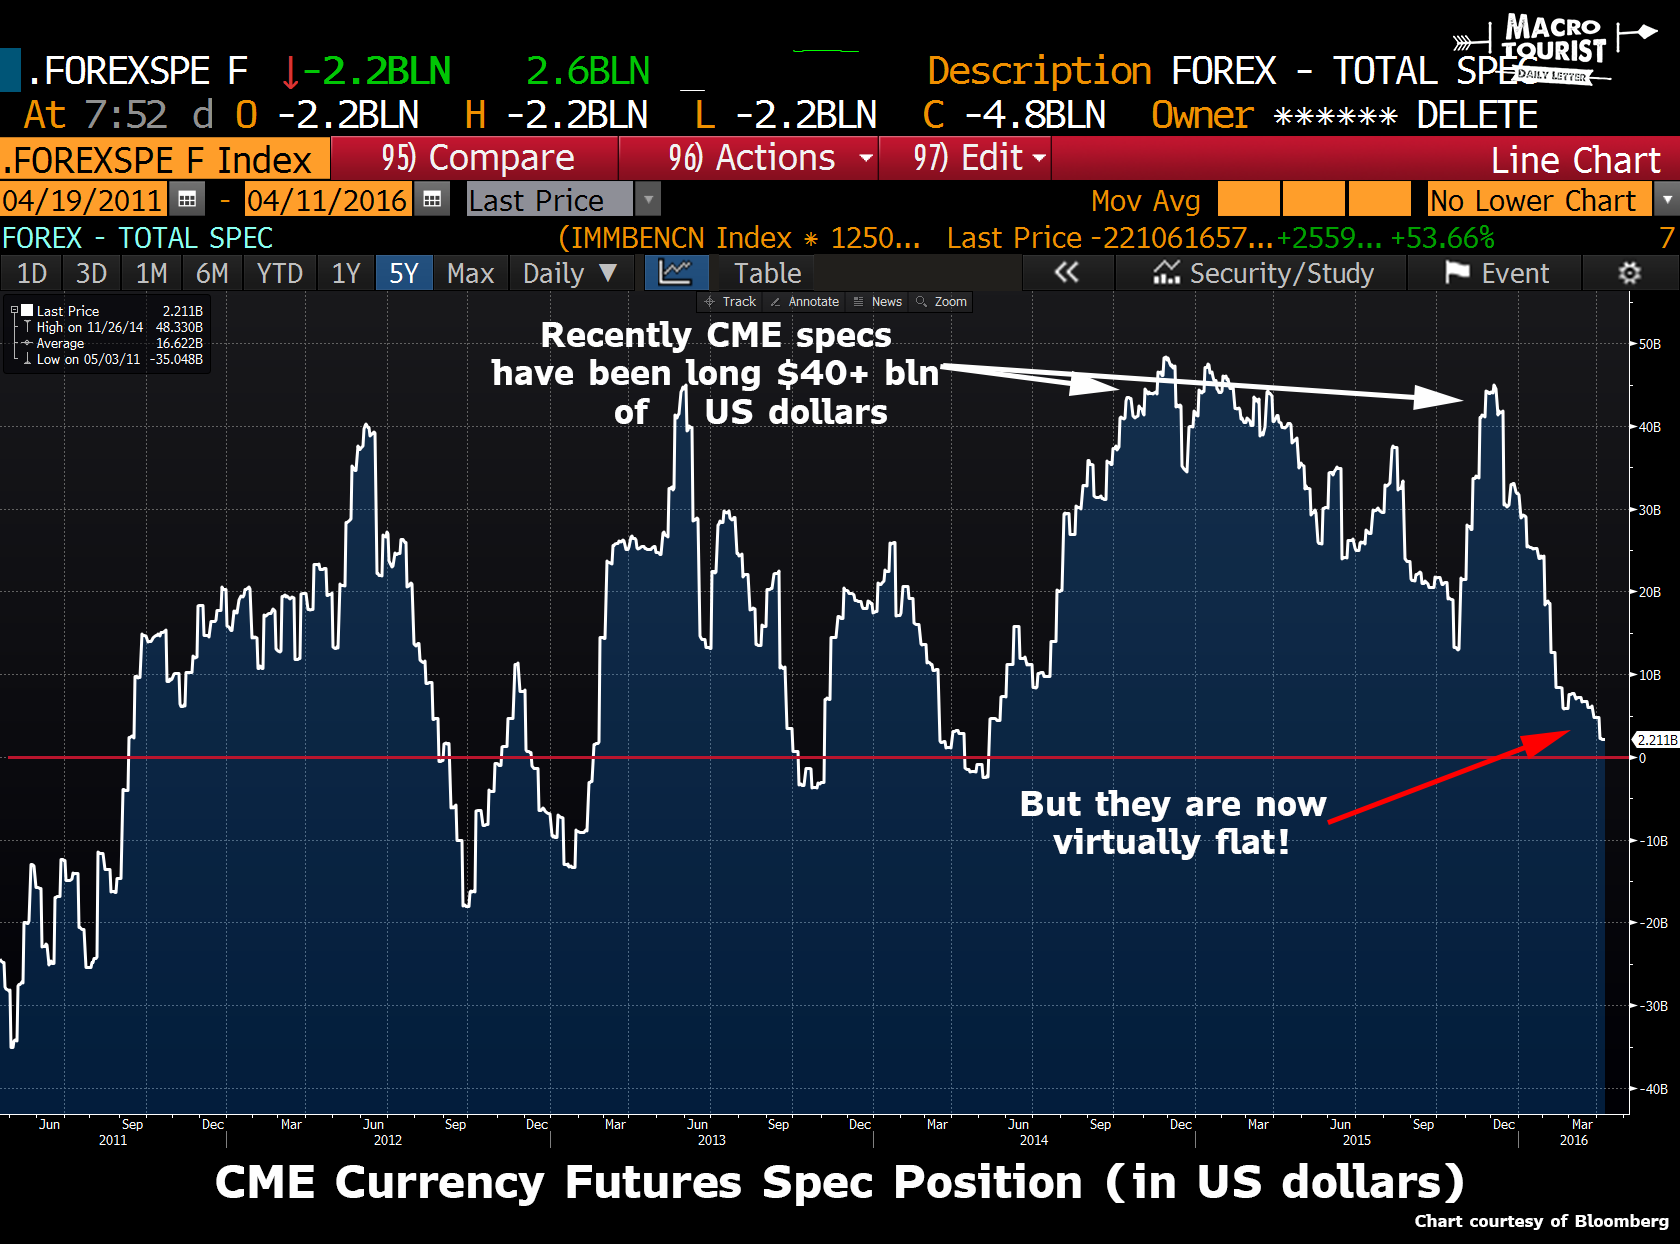 MACRO
TOURIST
DAILY LETTER
.FOREXSPE F ↓-2.2BLN 2.6BLN Description FOREX - TOTAL SPEC
At 7:52 d O -2.2BLN H -2.2BLN L -2.2BLN C -4.8BLN Owner ****** DELETE
.FOREXSPE F Index 95) Compare 96) Actions 97) Edit Line Chart
04/19/2011 - 04/11/2016 Last Price Mov Avg No Lower Chart
FOREX - TOTAL SPEC (IMMBENCN Index * 1250... Last Price -221061657...+2559... +53.66% 7
1D 3D 1M 6M YTD 1Y 5Y Max Daily ▼ Table « Security/Study Event
Track Annotate News Zoom
Last Price 2.211B
High on 11/26/14 48.330B
Average 16.622B
Low on 05/03/11 -35.048B
Recently CME specs
have been long $40+ bln
of US dollars
But they are now
virtually flat!
50B
40B
30B
20B
10B
2.211B
0
-10B
-20B
-30B
-40B
Jun Sep Dec Mar Jun Sep Dec Mar Jun Sep Dec Mar Jun Sep Dec Mar Jun Sep Dec Mar
2011 2012 2013 2014 2015 2016
CME Currency Futures Spec Position (in US dollars)
Chart courtesy of Bloomberg